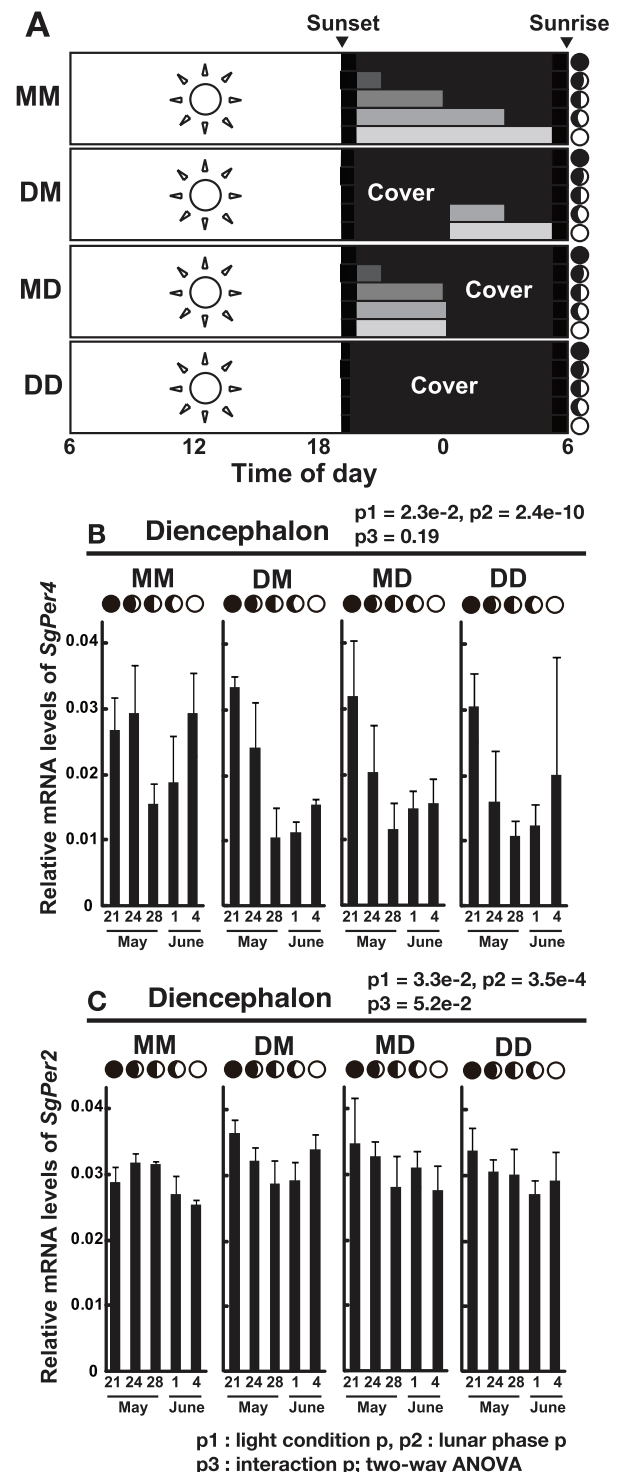 A
Sunset Sunrise
MM
DM
Cover
MD
Cover
DD
Cover
6 12 18 0 6
Time of day
B Diencephalon
p1 = 2.3e-2, p2 = 2.4e-10
p3 = 0.19
MM DM MD DD
Relative mRNA levels of SgPer4
0.04
0.03
0.02
0.01
0
21 24 28 1 4 21 24 28 1 4 21 24 28 1 4 21 24 28 1 4
May June May June May June May June
C Diencephalon
p1 = 3.3e-2, p2 = 3.5e-4
p3 = 5.2e-2
MM DM MD DD
Relative mRNA levels of SgPer2
0.04
0.03
0.02
0.01
0
21 24 28 1 4 21 24 28 1 4 21 24 28 1 4 21 24 28 1 4
May June May June May June May June
p1 : light condition p, p2 : lunar phase p
p3 : interaction p; two-way ANOVA